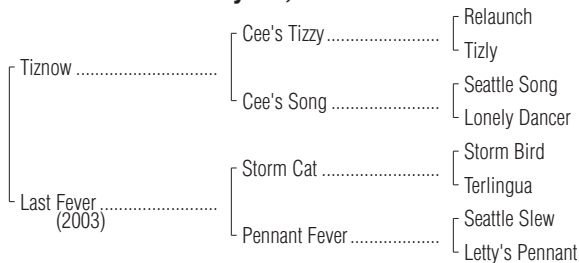 Relaunch
Cee's Tizzy
Tizly
Tiznow
Seattle Song
Cee's Song
Lonely Dancer
Storm Bird
Storm Cat
Terlingua
Last Fever
(2003)
Seattle Slew
Pennant Fever
Letty's Pennant